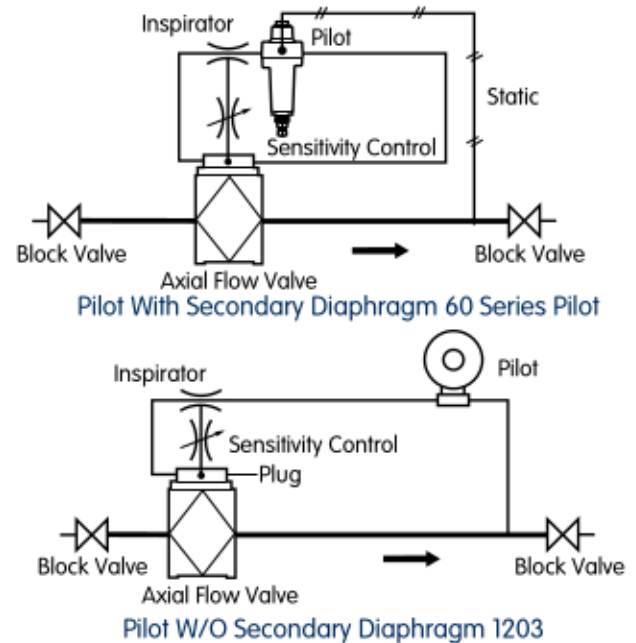 Inspirator
Pilot
Static
Sensitivity Control
Block Valve
Block Valve
Axial Flow Valve
Pilot With Secondary Diaphragm 60 Series Pilot
Inspirator
Pilot
Sensitivity Control
Plug
Block Valve
Block Valve
Axial Flow Valve
Pilot W/O Secondary Diaphragm 1203